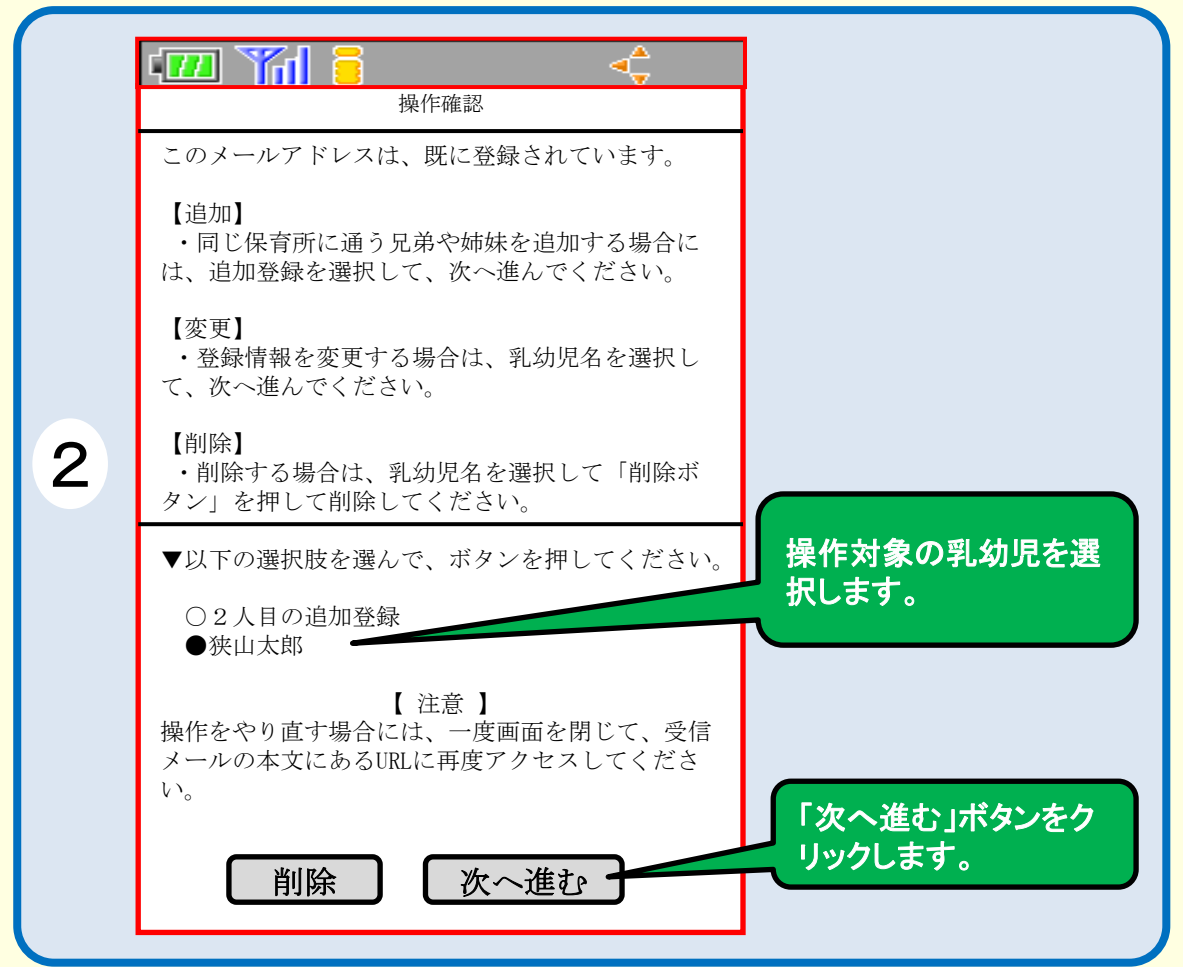 操作確認
このメールアドレスは、既に登録されています。
【追加】
・同じ保育所に通う兄弟や姉妹を追加する場合に
は、追加登録を選択して、次へ進んでください。
【変更】
・登録情報を変更する場合は、乳幼児名を選択し
て、次へ進んでください。
【削除】
・削除する場合は、乳幼児名を選択して「削除ボ
タン」を押して削除してください。
2
▼以下の選択肢を選んで、ボタンを押してください。
○２人目の追加登録
●狭山太郎
操作対象の乳幼児を選
択します。
【 注意 】
操作をやり直す場合には、一度画面を閉じて、受信
メールの本文にあるURLに再度アクセスしてくださ
い。
削除
次へ進む
「次へ進む」ボタンをク
リックします。